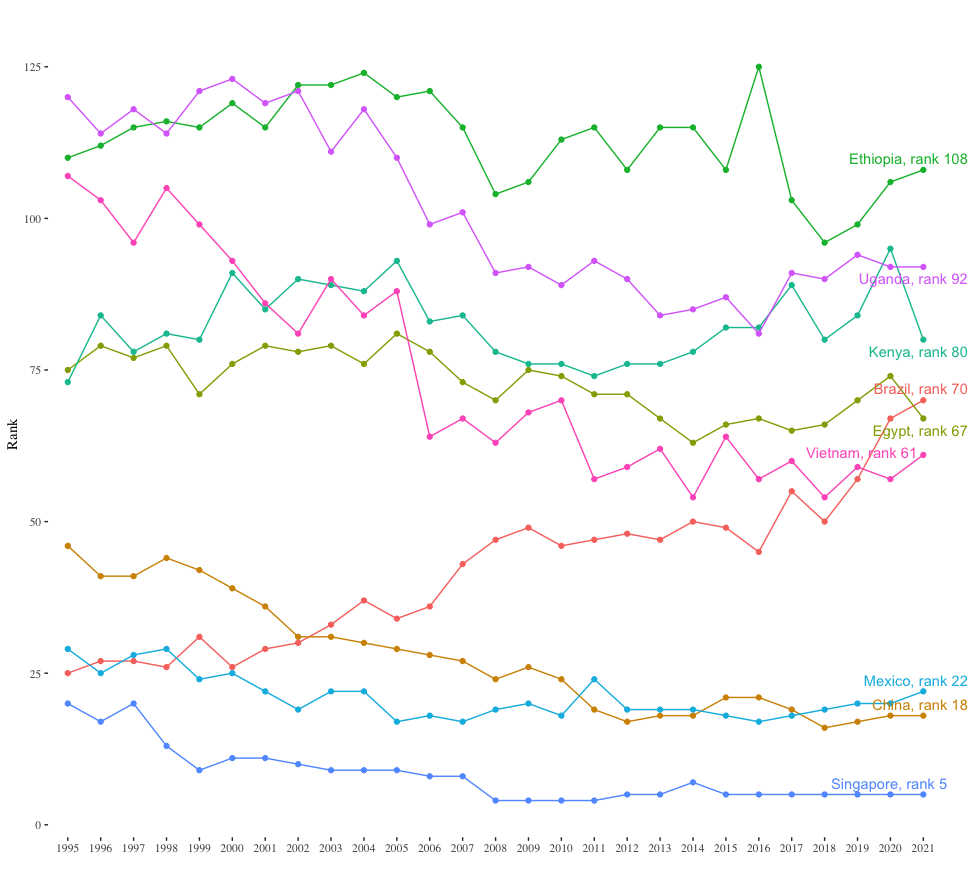 125
Ethiopia, rank 108
100
Uganda, rank 92
Kenya, rank 80
75
Brazil, rank 70
Egypt, rank 67
Rank
Vietnam, rank 61
50
25
Mexico, rank 22
China, rank 18
Singapore, rank 5
0
1995 1996 1997 1998 1999 2000 2001 2002 2003 2004 2005 2006 2007 2008 2009 2010 2011 2012 2013 2014 2015 2016 2017 2018 2019 2020 2021